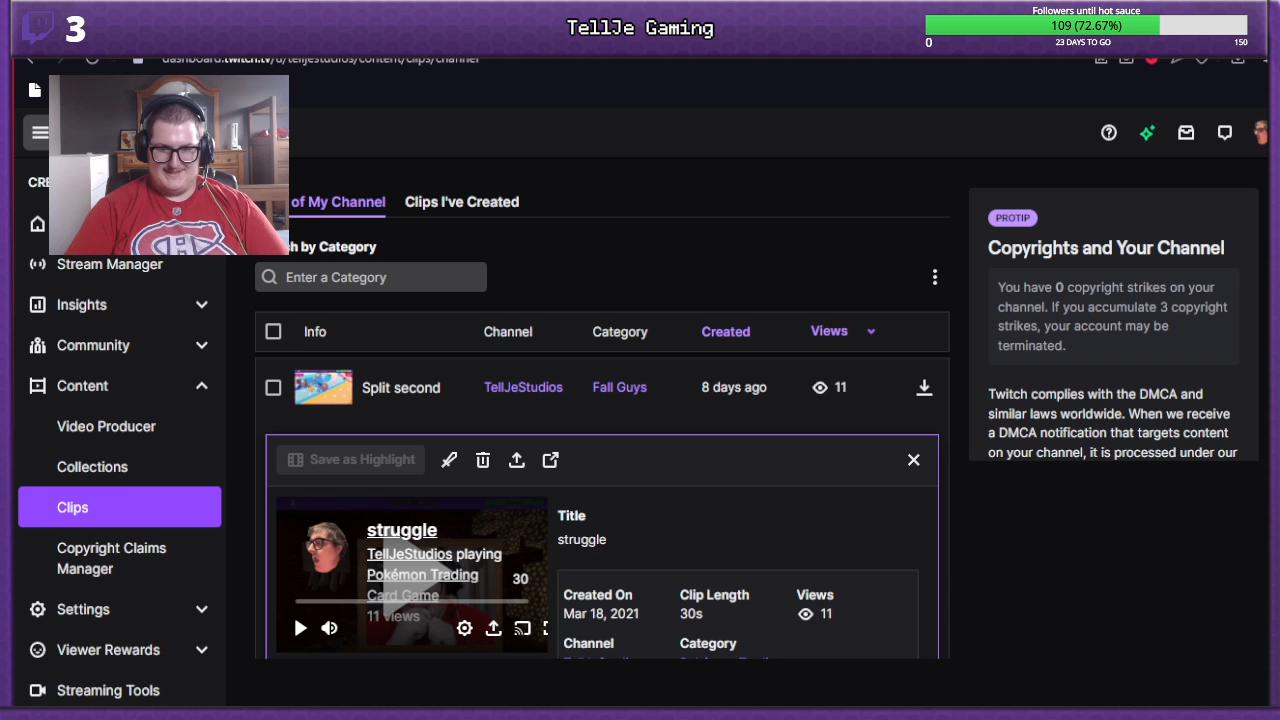 3
TellJe Gaming
Followers until hot sauce
109 (72.67%)
0
23 DAYS TO GO
150
dashboard.twitch.tv/u/telljestudios/content/clips/channel
of My Channel
Clips I've Created
Enter a Category
by Category
Info
Channel
Category
Created
Views
Split second
TellJeStudios
Fall Guys
8 days ago
11
Save as Highlight
struggle
TellJeStudios playing
Pokémon Trading
Card Game
11 views
30
Title
struggle
Created On
Clip Length
Views
Mar 18, 2021
30s
11
Channel
Category
Stream Manager
Insights
Community
Content
Video Producer
Collections
Clips
Copyright Claims
Manager
Settings
Viewer Rewards
Streaming Tools
PROTIP
Copyrights and Your Channel
You have 0 copyright strikes on your
channel. If you accumulate 3 copyright
strikes, your account may be
terminated.
Twitch complies with the DMCA and
similar laws worldwide. When we receive
a DMCA notification that targets content
on your channel, it is processed under our